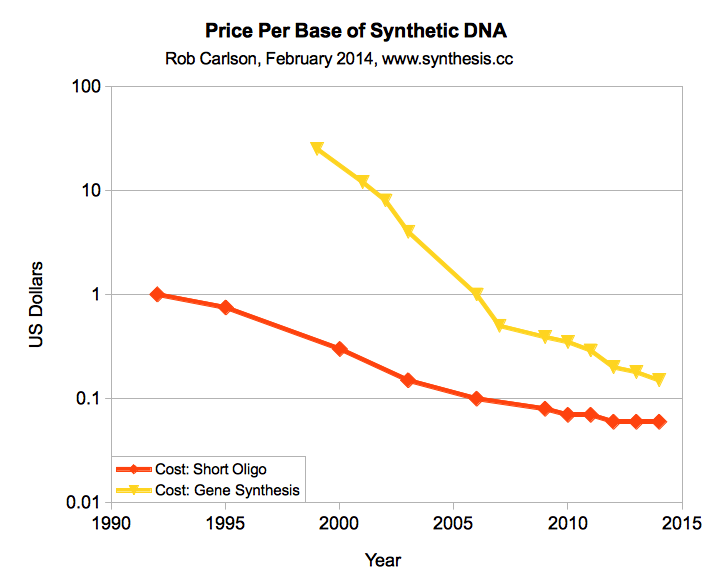 Price Per Base of Synthetic DNA
Rob Carlson, February 2014, www.synthesis.cc
100
10
1
0.1
0.01
US Dollars
Cost: Short Oligo
Cost: Gene Synthesis
1990 1995 2000 2005 2010 2015
Year